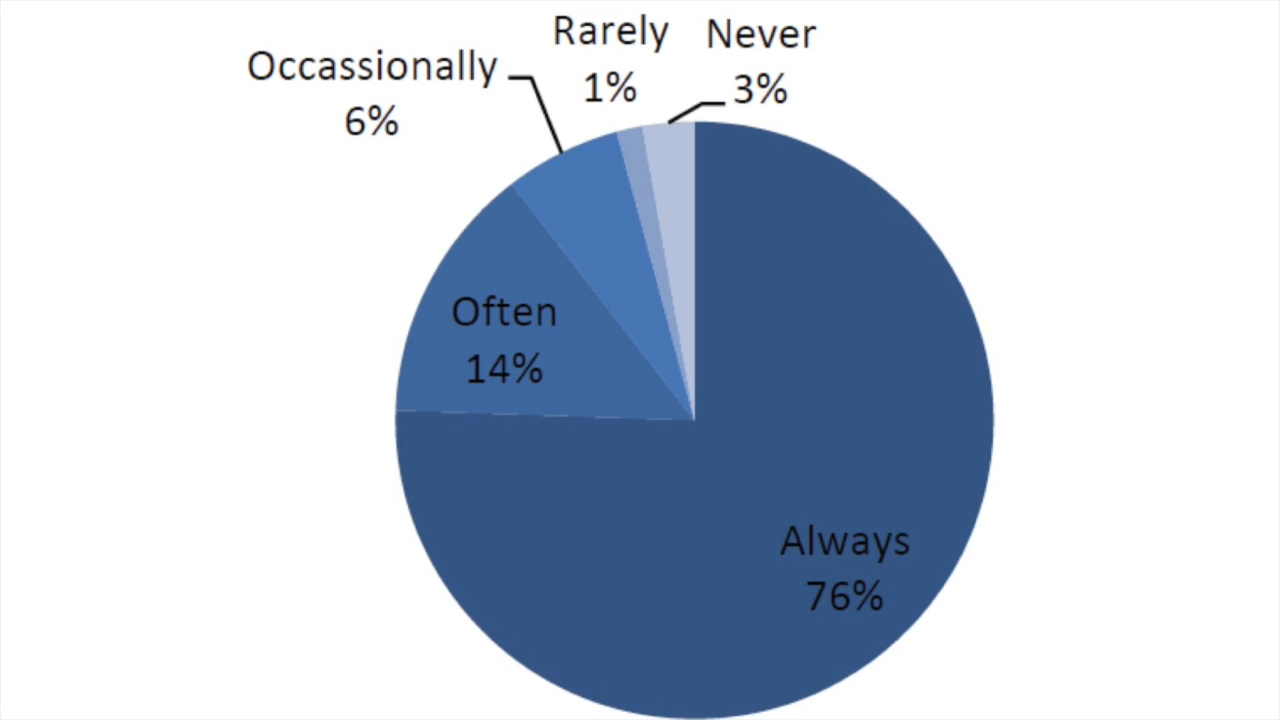 Rarely
1%
Never
3%
Occassionally
6%
Often
14%
Always
76%